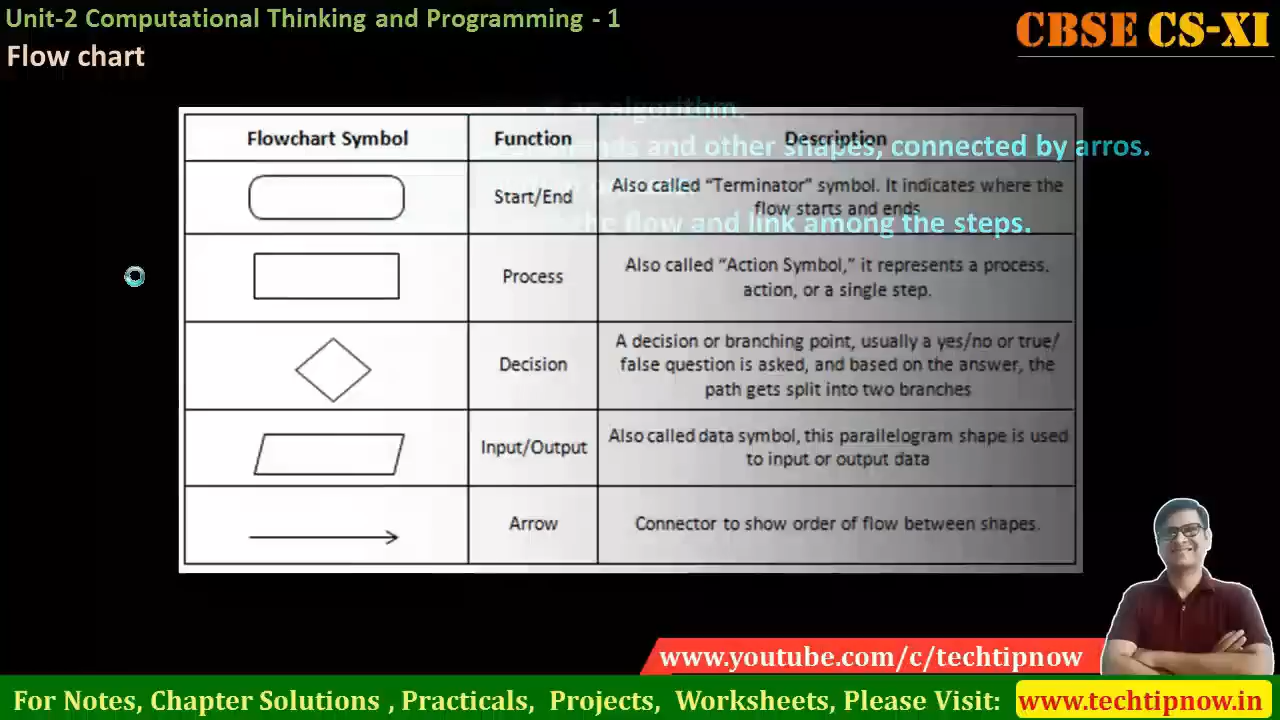 Unit-2 Computational Thinking and Programming - 1
CBSE CS-XI
Flow chart
an algorithm.
and other shapes, connected by arros.
flow and link among the steps.
Flowchart Symbol
Function
Description
Start/End
Also called “Terminator” symbol. It indicates where the
flow starts and ends
Process
Also called “Action Symbol,” it represents a process,
action, or a single step.
Decision
A decision or branching point, usually a yes/no or true/
false question is asked, and based on the answer, the
path gets split into two branches
Input/Output
Also called data symbol, this parallelogram shape is used
to input or output data
Arrow
Connector to show order of flow between shapes.
www.youtube.com/c/techtipnow
For Notes, Chapter Solutions , Practicals, Projects, Worksheets, Please Visit: www.techtipnow.in